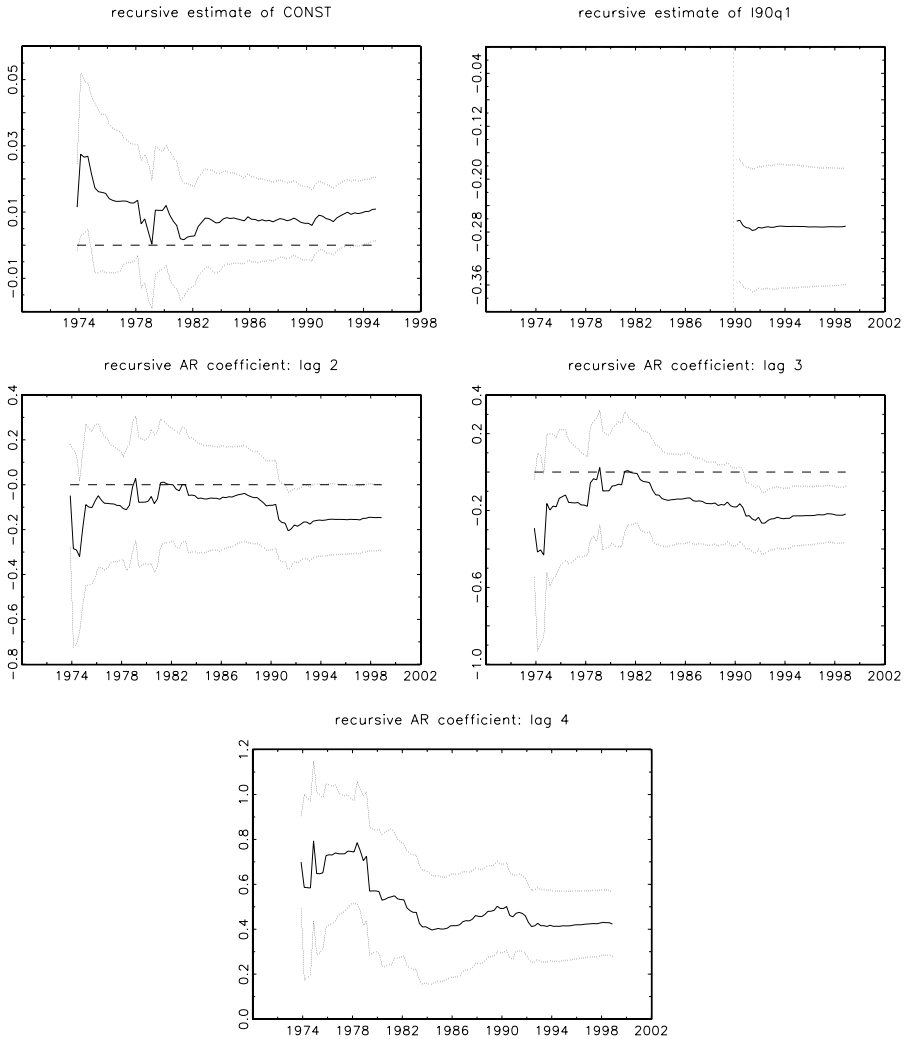 recursive estimate of CONST
0.05
0.03
0.01
−0.01
1974 1978 1982 1986 1990 1994 1998
recursive estimate of I90q1
−0.04
−0.12
−0.20
−0.28
−0.36
1974 1978 1982 1986 1990 1994 1998 2002
recursive AR coefficient: lag 2
0.4
0.2
−0.0
−0.2
−0.4
−0.6
−0.8
1974 1978 1982 1986 1990 1994 1998 2002
recursive AR coefficient: lag 3
0.4
0.2
−0.2
−0.6
−1.0
1974 1978 1982 1986 1990 1994 1998 2002
recursive AR coefficient: lag 4
1.2
1.0
0.8
0.6
0.4
0.2
0.0
1974 1978 1982 1986 1990 1994 1998 2002